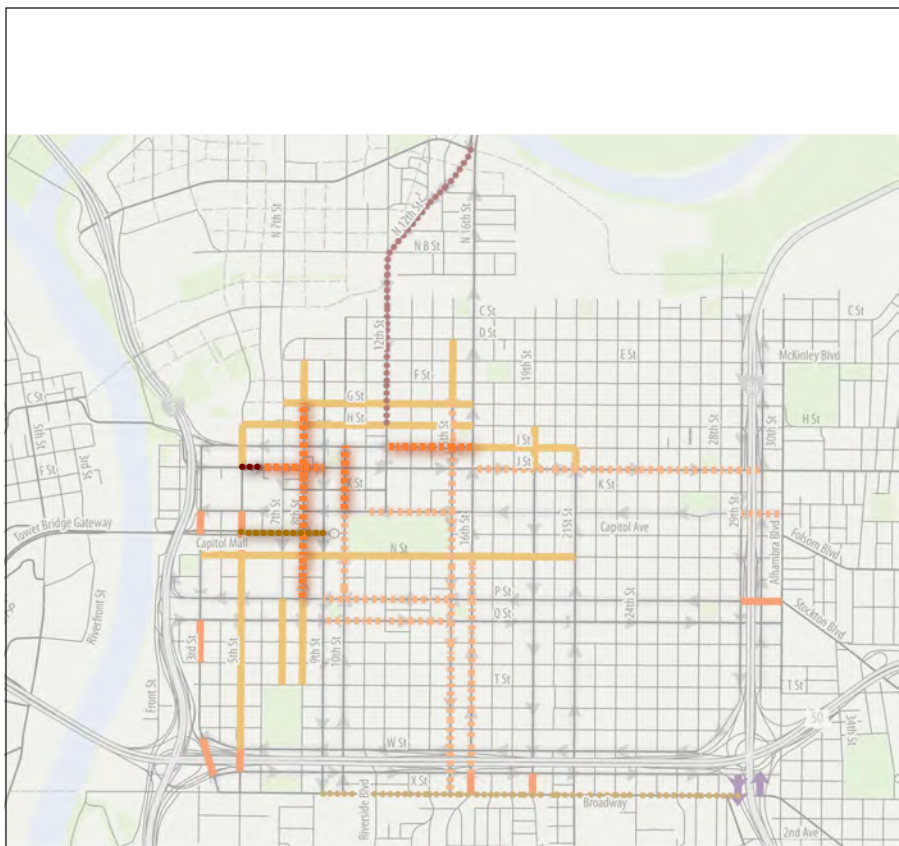 N 12th St
N 16th St
N 7th St
N B St
C St
C St
D St
12th St
19th St
E St
McKinley Blvd
C St
F St
G St
H St
28th St
30th St
H St
5th St
3rd St
F St
I St
J St
K St
K St
7th St
8th St
16th St
21St St
Capitol Ave
29th St
Tower Bridge Gateway
Capitol Mall
N St
Alhambra Blvd
Folsom Blvd
P St
Q St
24th St
Stockton Blvd
Riverfront St
3rd St
5th St
9th St
10th St
T St
T St
Front St
50
34th St
W St
X St
Riverside Blvd
Broadway
2nd Ave